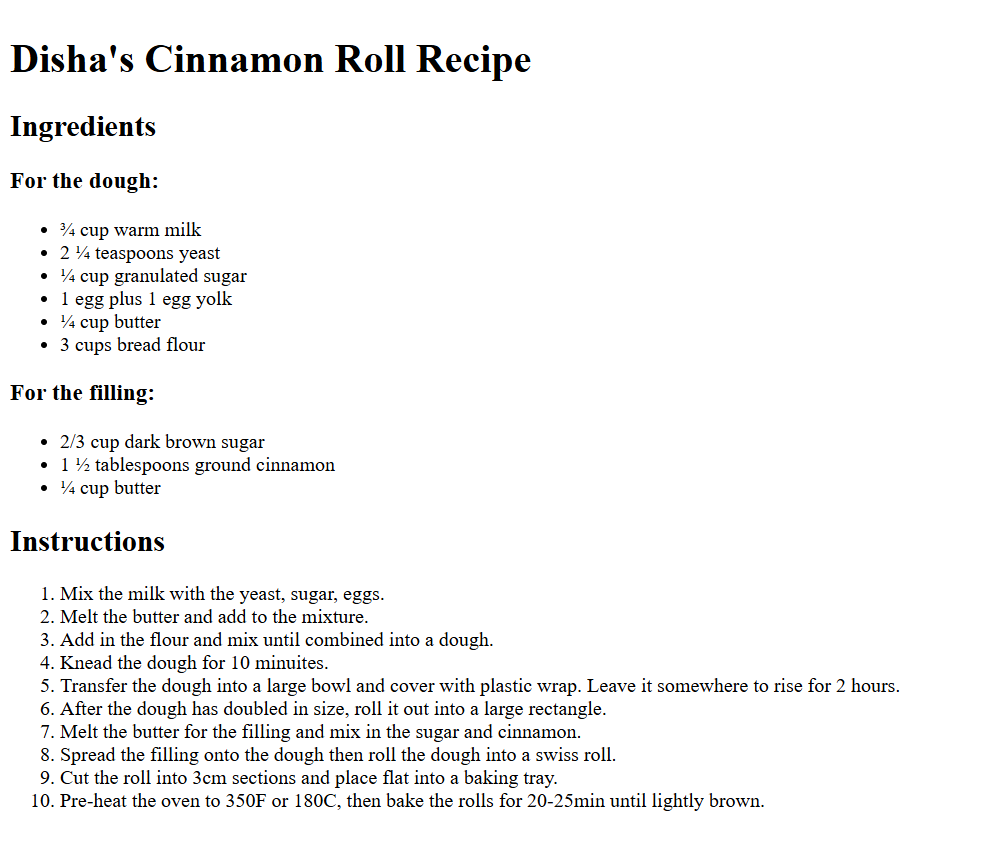 Disha's Cinnamon Roll Recipe
Ingredients
For the dough:
• ¾ cup warm milk
• 2 ¼ teaspoons yeast
• ¼ cup granulated sugar
• 1 egg plus 1 egg yolk
• ¼ cup butter
• 3 cups bread flour
For the filling:
• 2/3 cup dark brown sugar
• 1 ½ tablespoons ground cinnamon
• ¼ cup butter
Instructions
1. Mix the milk with the yeast, sugar, eggs.
2. Melt the butter and add to the mixture.
3. Add in the flour and mix until combined into a dough.
4. Knead the dough for 10 minuites.
5. Transfer the dough into a large bowl and cover with plastic wrap. Leave it somewhere to rise for 2 hours.
6. After the dough has doubled in size, roll it out into a large rectangle.
7. Melt the butter for the filling and mix in the sugar and cinnamon.
8. Spread the filling onto the dough then roll the dough into a swiss roll.
9. Cut the roll into 3cm sections and place flat into a baking tray.
10. Pre-heat the oven to 350F or 180C, then bake the rolls for 20-25min until lightly brown.